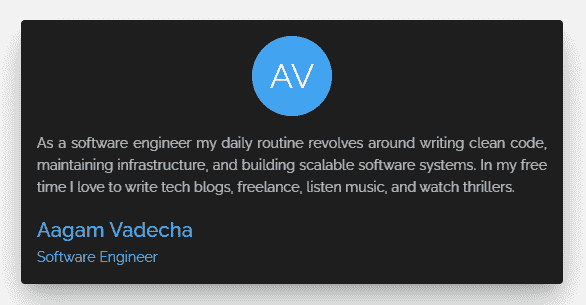 AV
As a software engineer my daily routine revolves around writing clean code,
maintaining infrastructure, and building scalable software systems. In my free
time I love to write tech blogs, freelance, listen music, and watch thrillers.
Aagam Vadecha
Software Engineer